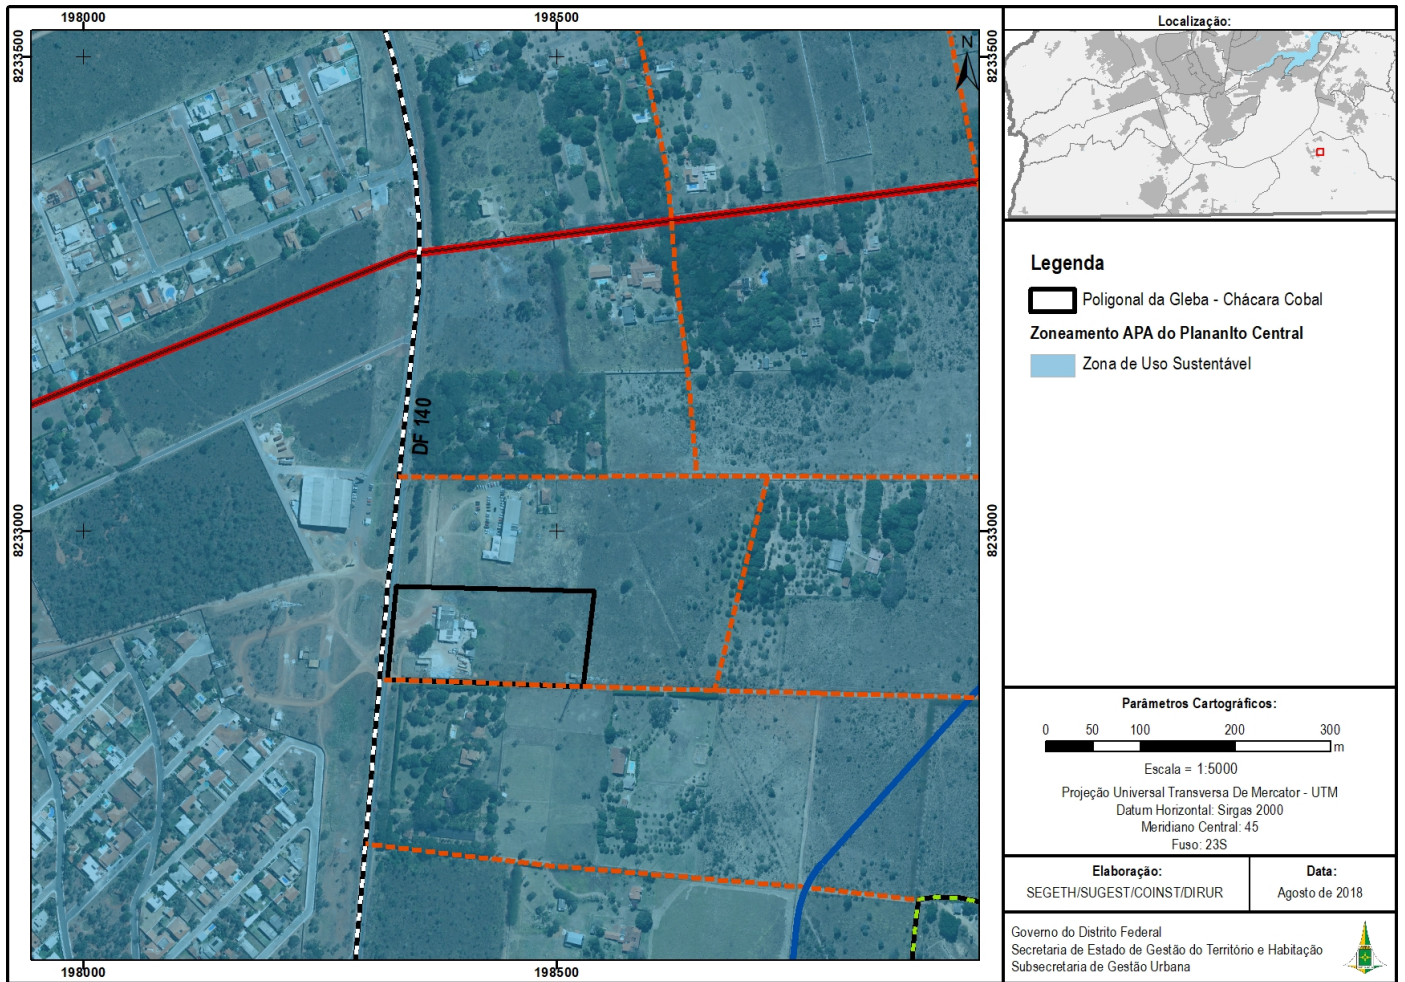 198000
198500
8233500
8233500
N
DF 140
8233000
8233000
198000
198500
Localização:
Legenda
Poligonal da Gleba - Chácara Cobal
Zoneamento APA do Plananlto Central
Zona de Uso Sustentável
Parâmetros Cartográficos:
0 50 100 200 300
m
Escala = 1:5000
Projeção Universal Transversa De Mercator - UTM
Datum Horizontal: Sirgas 2000
Meridiano Central: 45
Fuso: 23S
Elaboração:
SEGETH/SUGEST/COINST/DIRUR
Data:
Agosto de 2018
Governo do Distrito Federal
Secretaria de Estado de Gestão do Território e Habitação
Subsecretaria de Gestão Urbana